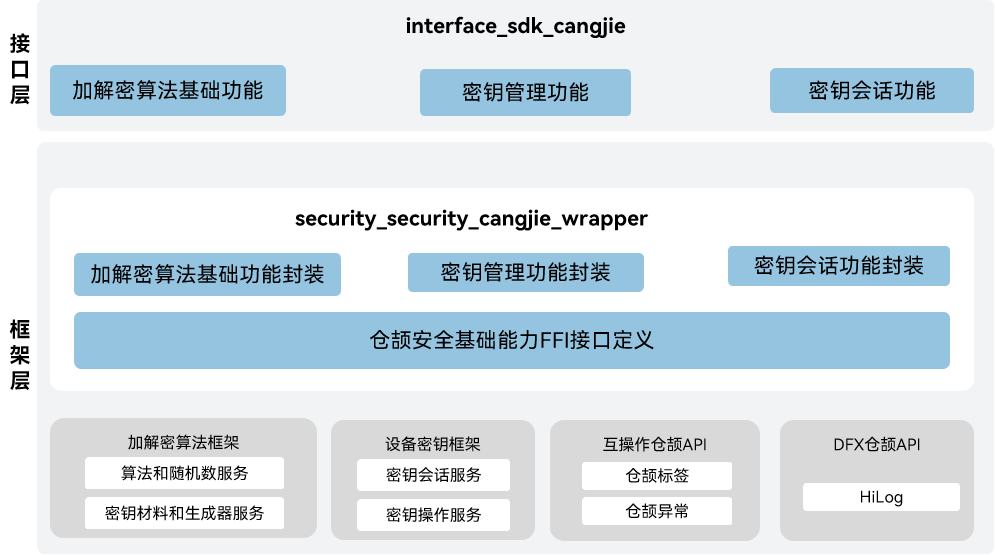 接口层
interface_sdk_cangjie
加解密算法基础功能
密钥管理功能
密钥会话功能
框架层
security_security_cangjie_wrapper
加解密算法基础功能封装
密钥管理功能封装
密钥会话功能封装
仓颉安全基础能力FFI接口定义
加解密算法框架
算法和随机数服务
密钥材料和生成器服务
设备密钥框架
密钥会话服务
密钥操作服务
互操作仓颉API
仓颉标签
仓颉异常
DFX仓颉API
HiLog